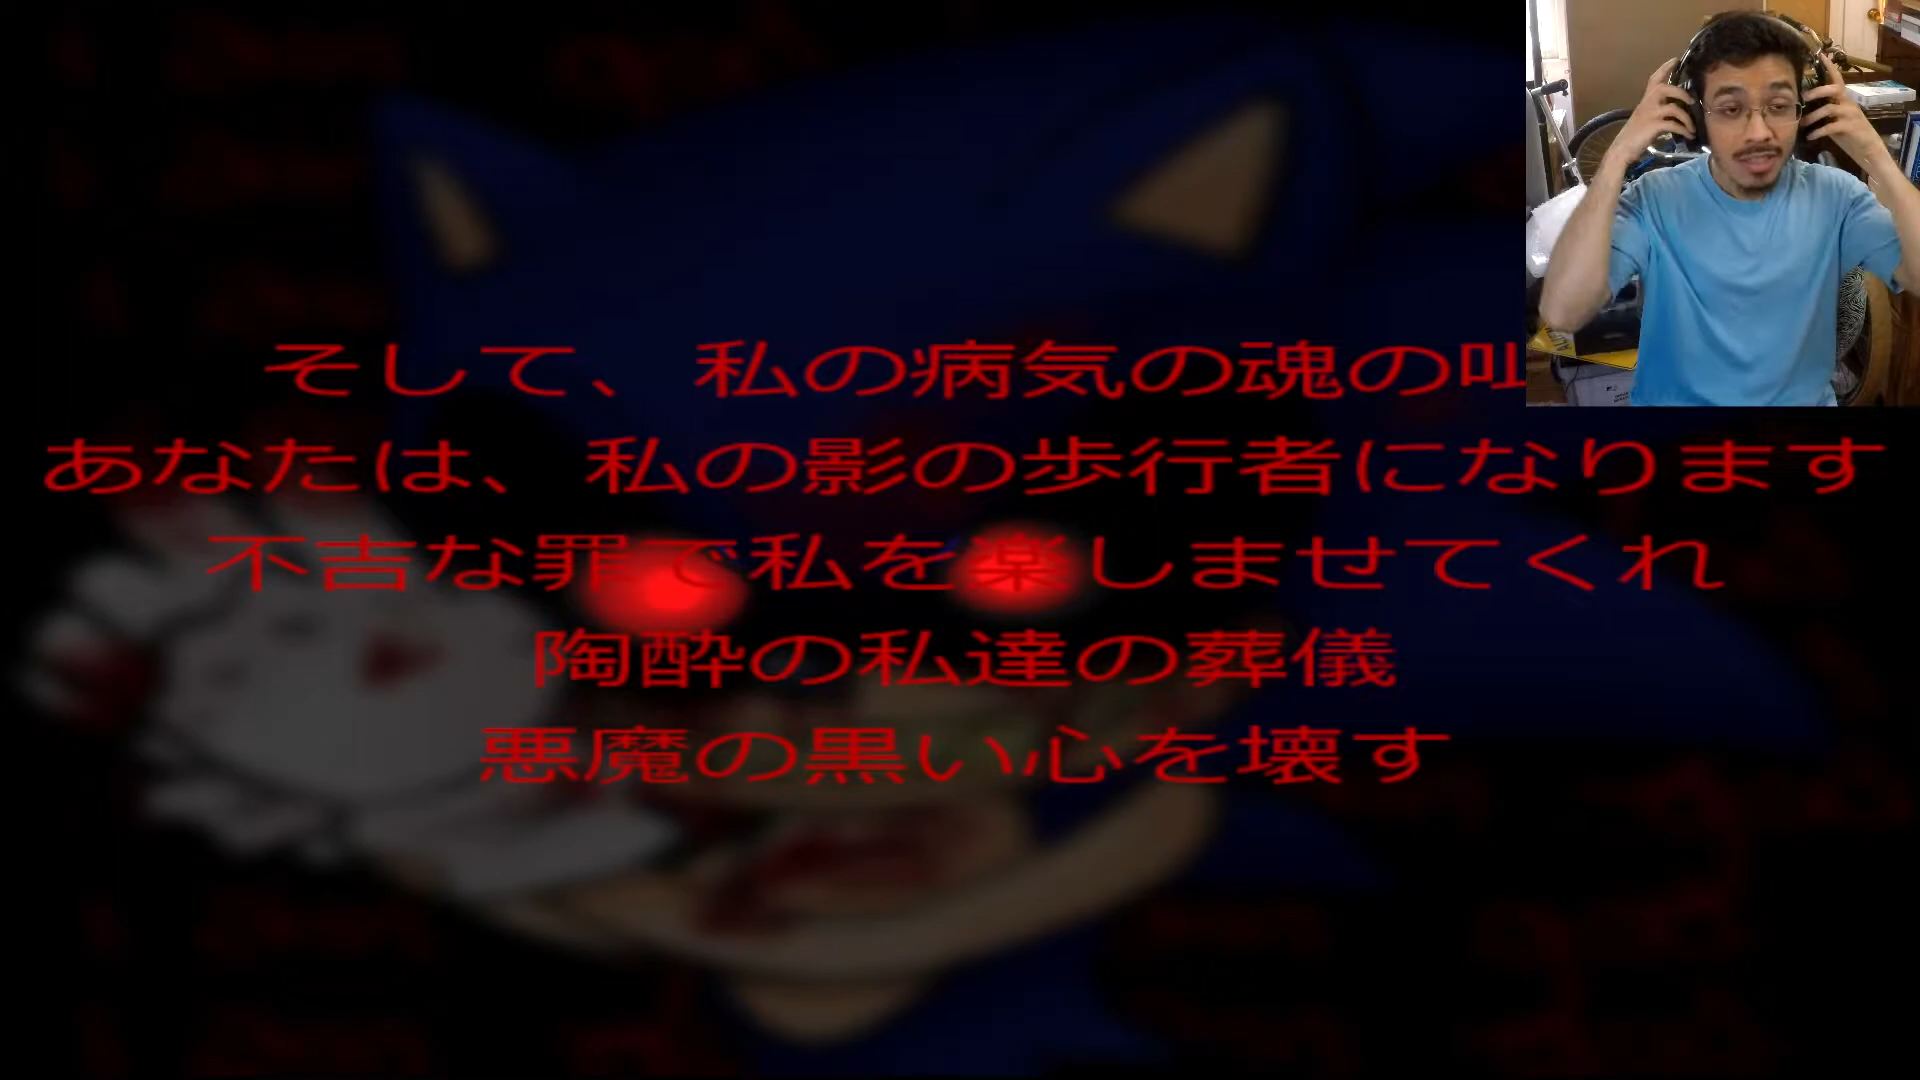 そして、私の病気の魂の
あなたは、私の影の歩行者になります
不吉な罪で私を楽しませてくれ
陶酔の私達の葬儀
悪魔の黒い心を壊す